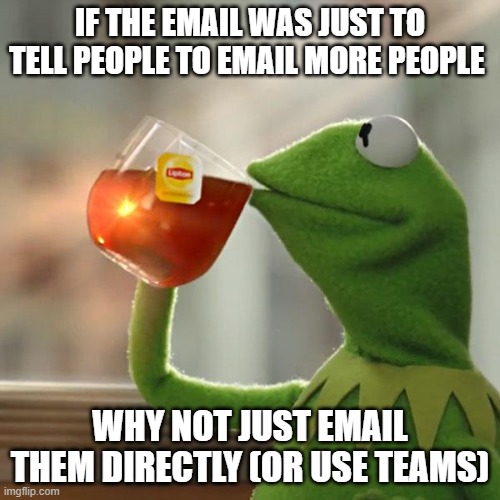 IF THE EMAIL WAS JUST TO
TELL PEOPLE TO EMAIL MORE PEOPLE
Lipton
WHY NOT JUST EMAIL
THEM DIRECTLY (OR USE TEAMS)
imgflip.com